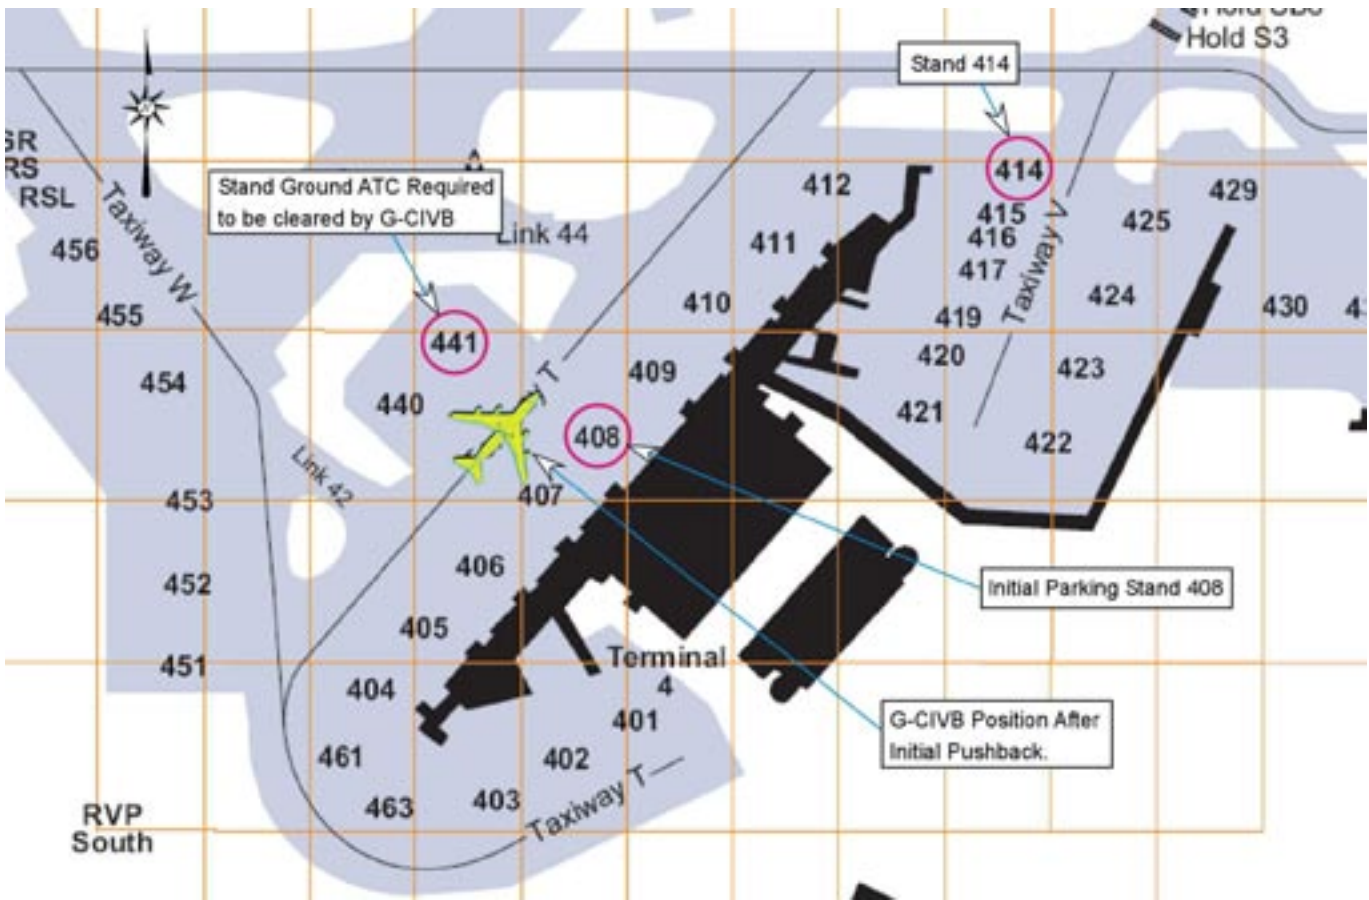 Hold S3
Stand 414
RSL
Stand Ground ATC Required
to be cleared by G-CIVB
Link 44
Taxiway W
Taxiway V
414
412
429
415
425
416
411
456
417
424
410
430
455
419
441
420
409
423
454
440
T
421
408
422
Link 42
407
453
406
452
Initial Parking Stand 408
405
Terminal
4
451
404
401
G-CIVB Position After
Initial Pushback.
461
402
403
463
Taxiway T
RVP
South